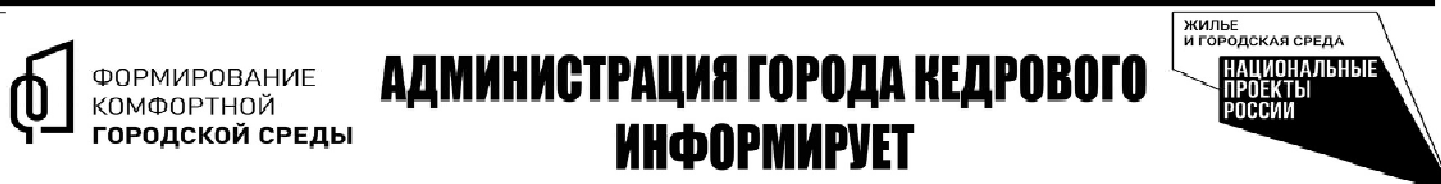 ФОРМИРОВАНИЕ
КОМФОРТНОЙ
ГОРОДСКОЙ СРЕДЫ
АДМИНИСТРАЦИЯ ГОРОДА КЕДРОВОГО
ИНФОРМИРУЕТ
ЖИЛЬЕ
И ГОРОДСКАЯ СРЕДА
НАЦИОНАЛЬНЫЕ
ПРОЕКТЫ
РОССИИ